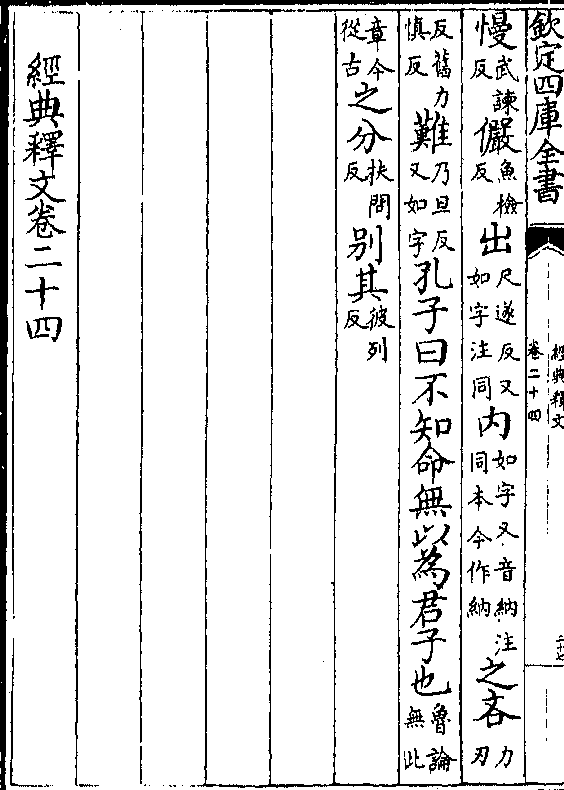 欽定四庫全書
經典釋文
卷二十四
慢武諫反儼魚檢反出尺遂反又如字注同内如字又音納注同本今作納之吝力刃
反舊力慎反難乃旦反又如字孔子曰不知命無以為君子也魯論無此
章今從古之分扶問反別其彼列反
經典釋文卷二十四